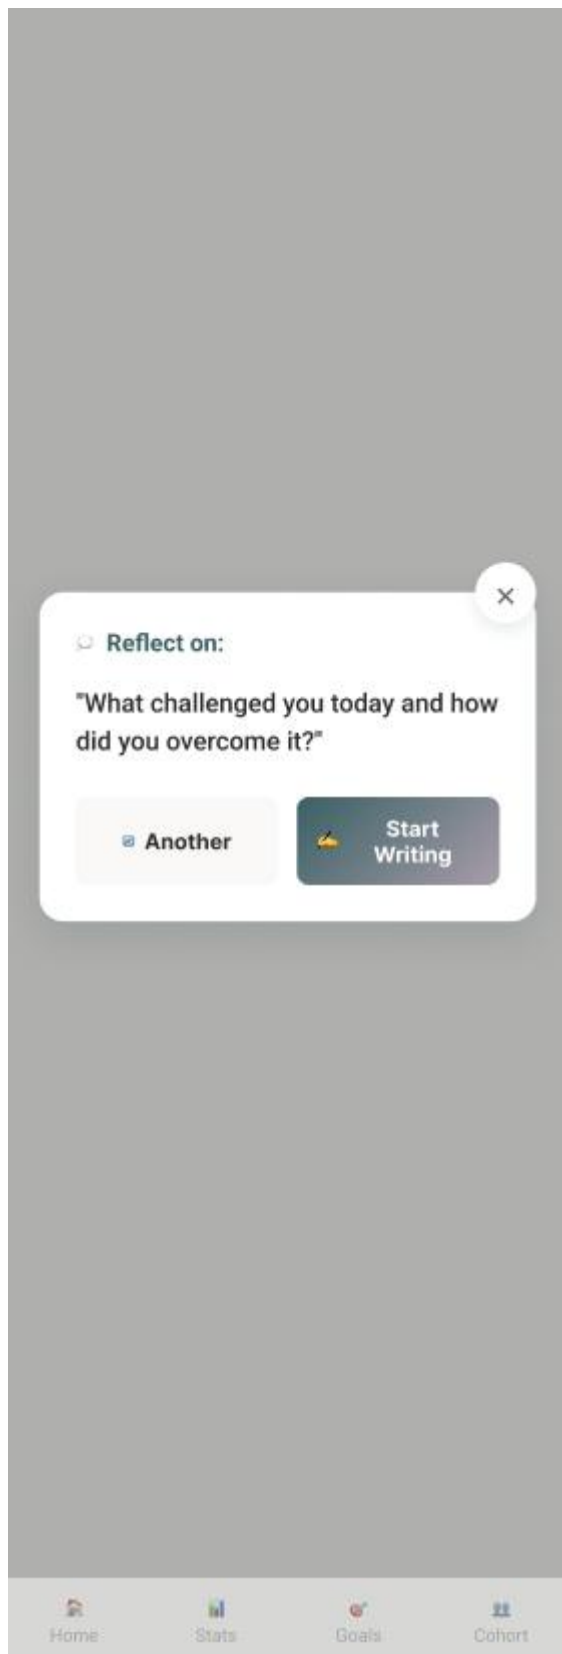 Reflect on:
"What challenged you today and how
did you overcome it?"
Another
Start
Writing
Home
Stats
Goals
Cohort